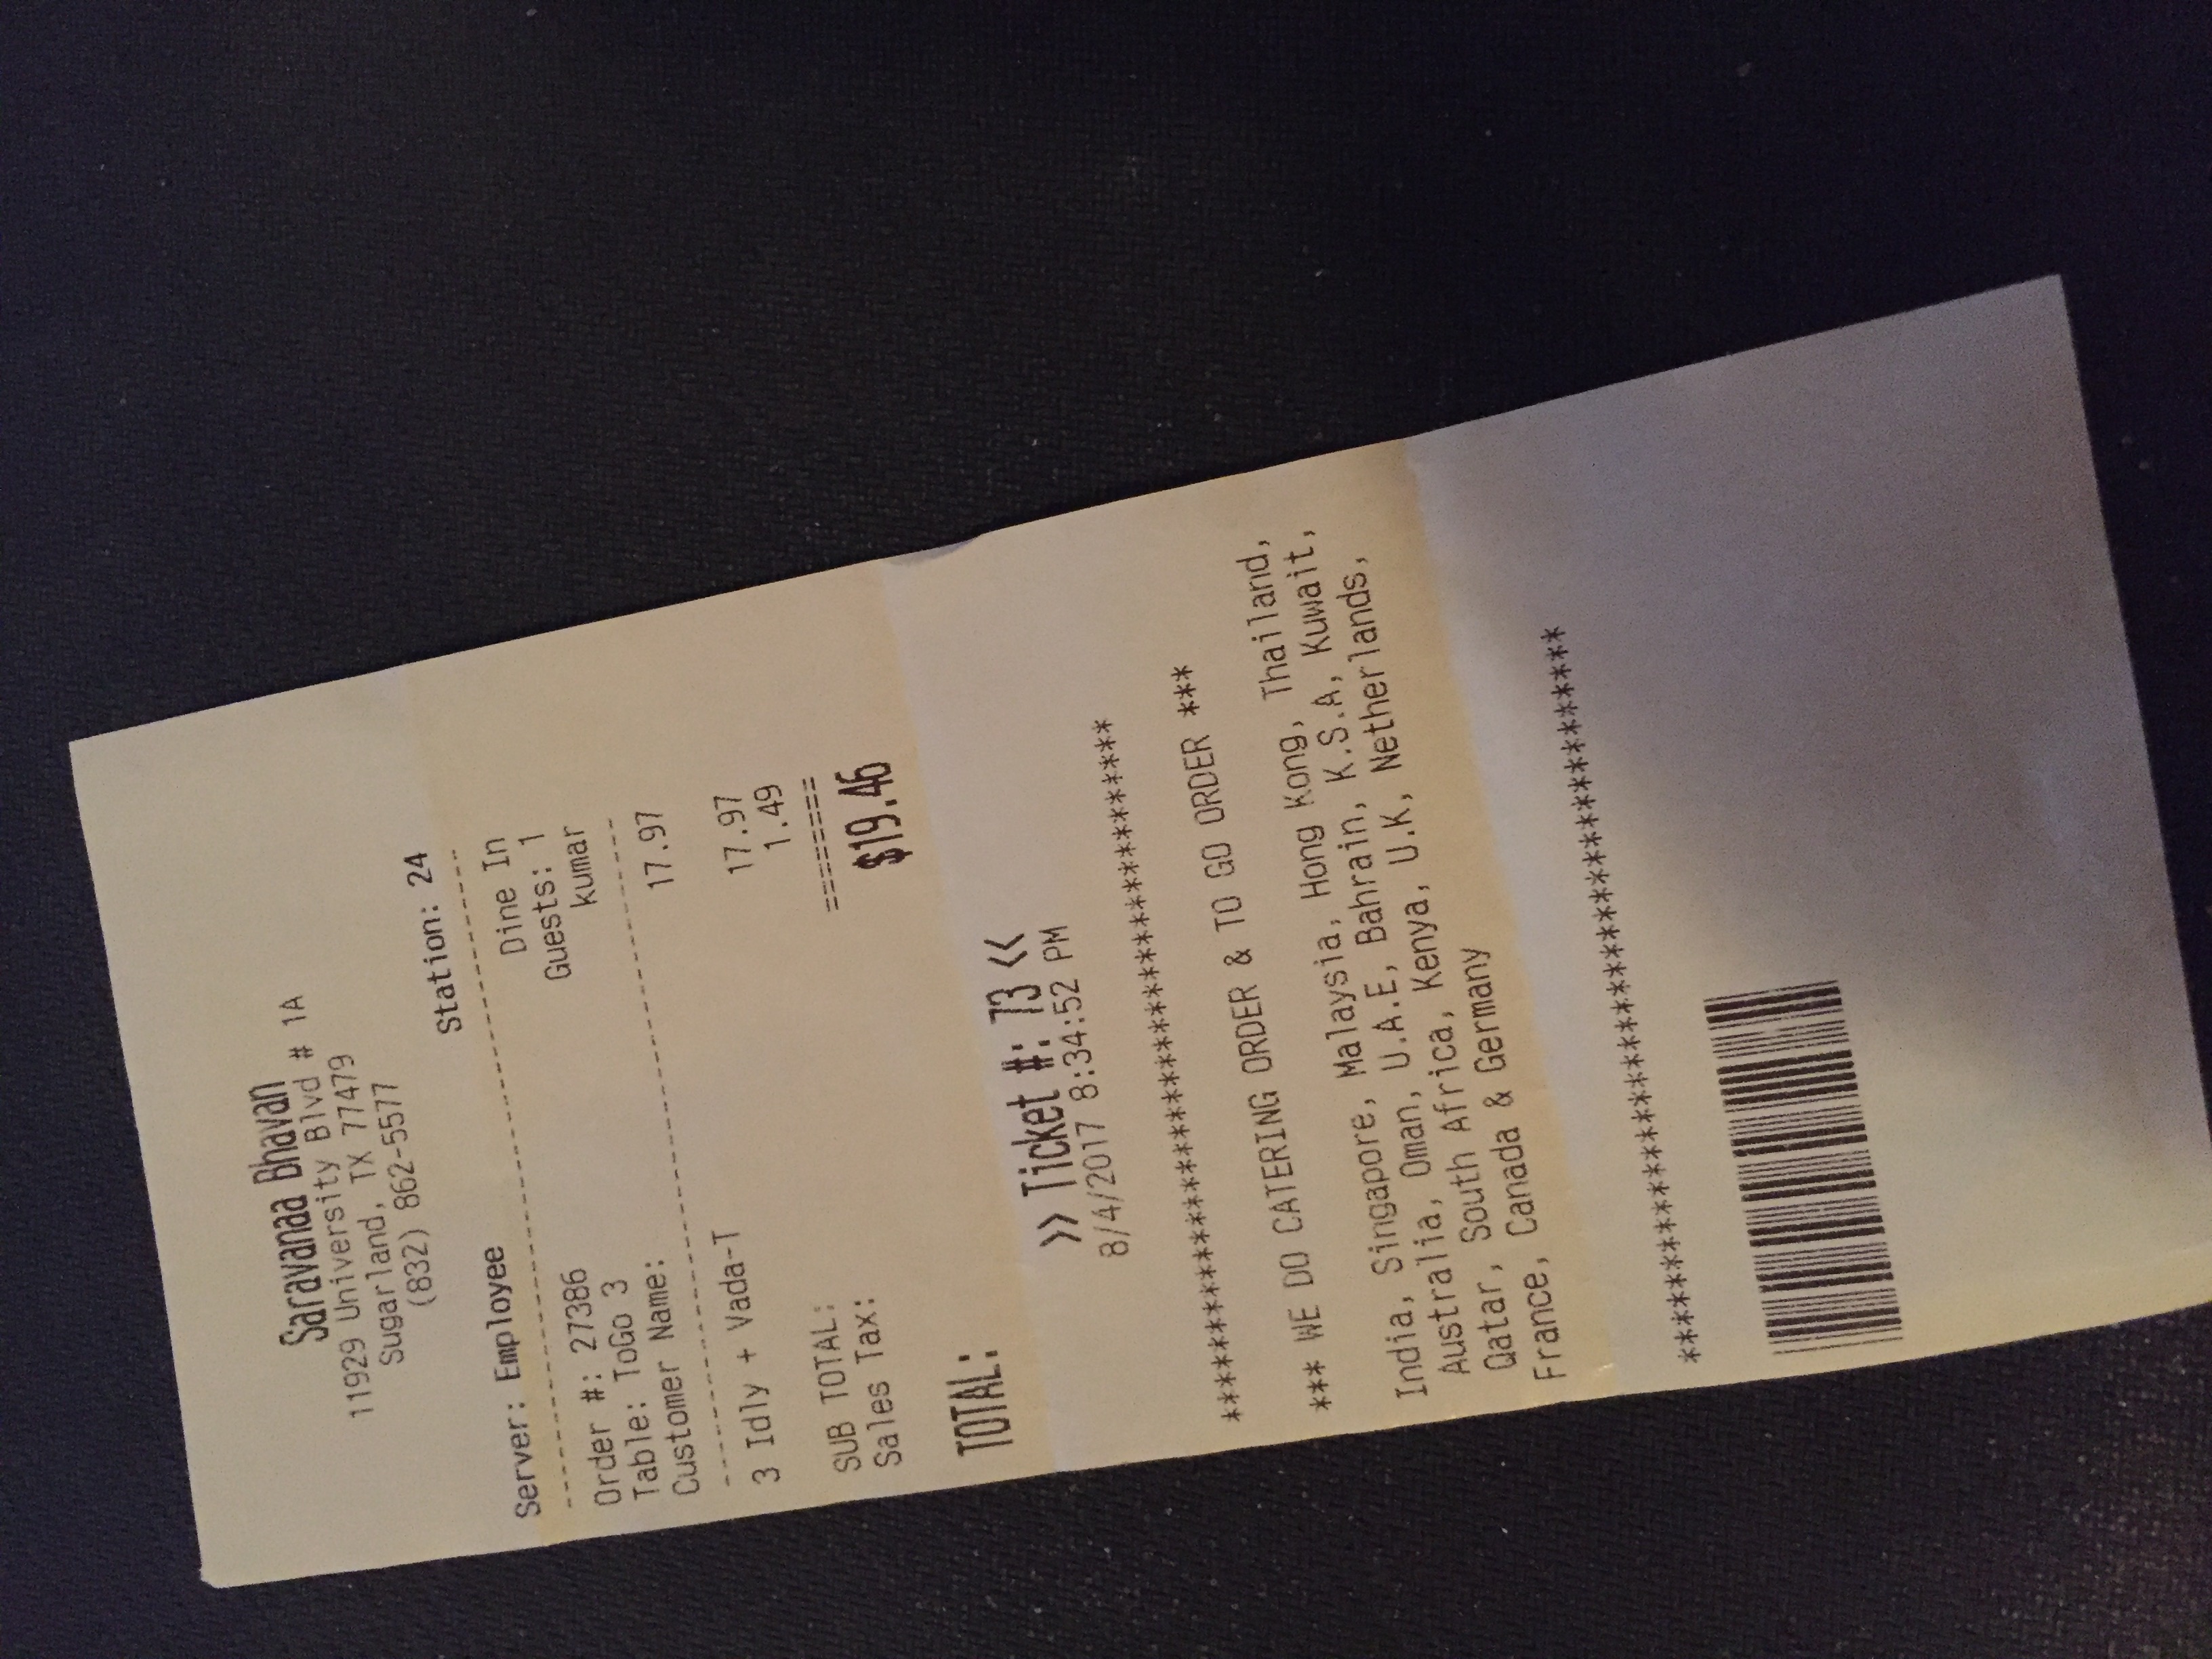 Saravanaa Bhavan
11929 University Blvd # 1A
Sugarland, TX 77479
(832) 862-5577
Server: Employee Station: 24
--------------------------------------
Order #: 27386 Dine In
Table: ToGo 3 Guests: 1
Customer Name: kumar
--------------------------------------
3 Idly + Vada-T 17.97
SUB TOTAL: 17.97
Sales Tax: 1.49
========
TOTAL: $19.46
>> Ticket #: 73 <<
8/4/2017 8:34:52 PM
***************************************
*** WE DO CATERING ORDER & TO GO ORDER ***
India, Singapore, Malaysia, Hong Kong, Thailand,
Australia, Oman, U.A.E, Bahrain, K.S.A, Kuwait,
Qatar, South Africa, Kenya, U.K, Netherlands,
France, Canada & Germany
*****************************************